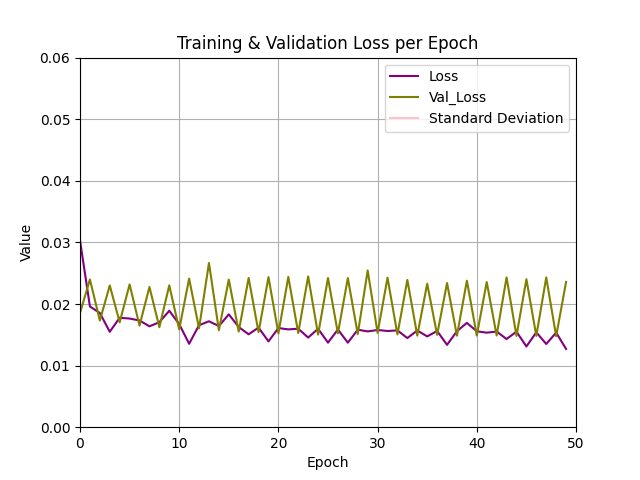 Training & Validation Loss per Epoch
Loss
Val_Loss
Standard Deviation
Value
0.06
0.05
0.04
0.03
0.02
0.01
0.00
0 10 20 30 40 50
Epoch